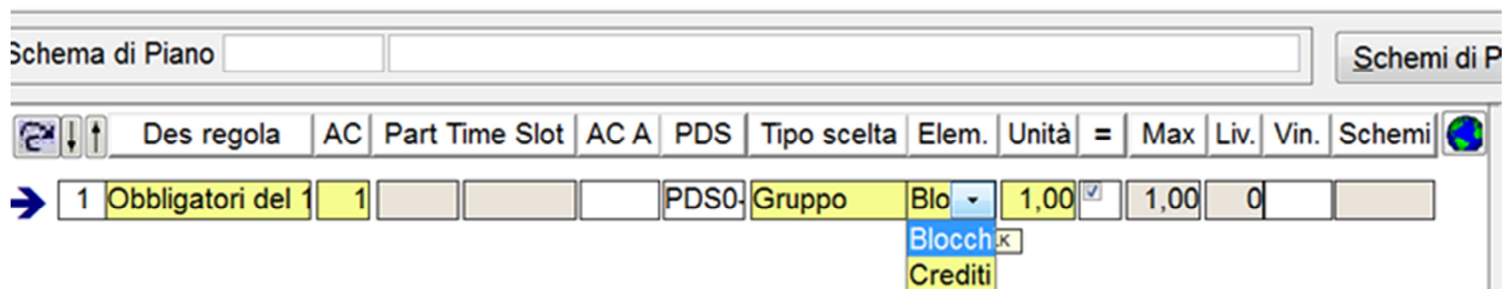 Schema di Piano Schemi di P
Des regola AC Part Time Slot AC A PDS Tipo scelta Elem. Unità = Max Liv. Vin. Schemi
1 Obbligatori del 1 1 PDS0- Gruppo Blo 1,00 1,00 0
Blocchi K
Crediti